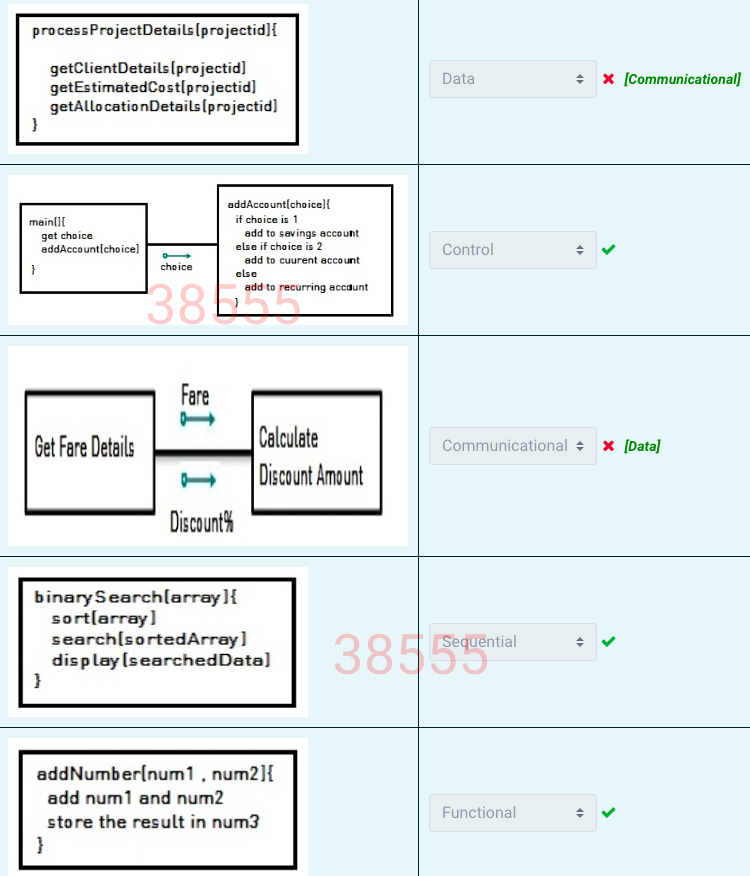 processProjectDetails[projectid]{
getClientDetails[projectid]
getEstimatedCost[projectid]
getAllocationDetails[projectid]
}
Data
[Communicational]
main[]{
get choice
addAccount[choice]
}
choice
addAccount[choice]{
if choice is 1
add to savings account
else if choice is 2
add to cuurent account
else
add to recurring account
}
Control
38555
Get Fare Details
Fare
Discount%
Calculate
Discount Amount
Communicational
[Data]
binarySearch[array]{
sort[array]
search[sortedArray]
display[searchedData]
}
38555
Sequential
addNumber[num1 , num2]{
add num1 and num2
store the result in num3
}
Functional